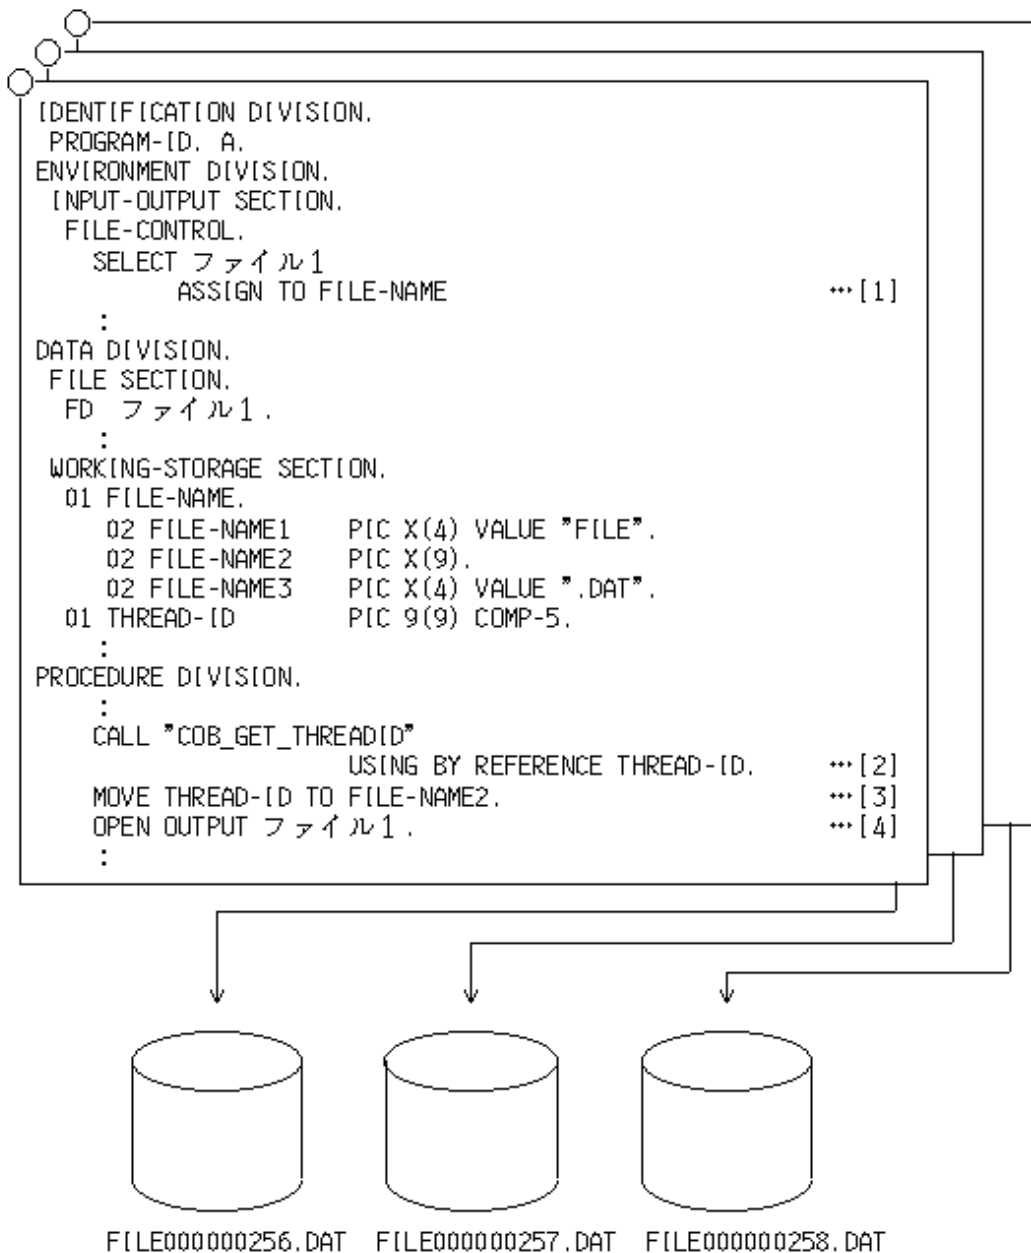 IDENTIFICATION DIVISION.
PROGRAM-ID. A.
ENVIRONMENT DIVISION.
INPUT-OUTPUT SECTION.
FILE-CONTROL.
SELECT ファイル1
ASSIGN TO FILE-NAME …[1]
:
DATA DIVISION.
FILE SECTION.
FD ファイル1.
:
WORKING-STORAGE SECTION.
01 FILE-NAME.
02 FILE-NAME1 PIC X(4) VALUE "FILE".
02 FILE-NAME2 PIC X(9).
02 FILE-NAME3 PIC X(4) VALUE ".DAT".
01 THREAD-ID PIC 9(9) COMP-5.
:
PROCEDURE DIVISION.
:
CALL "COB_GET_THREADID"
USING BY REFERENCE THREAD-ID. …[2]
MOVE THREAD-ID TO FILE-NAME2. …[3]
OPEN OUTPUT ファイル1. …[4]
:
FILE000000256.DAT FILE000000257.DAT FILE000000258.DAT